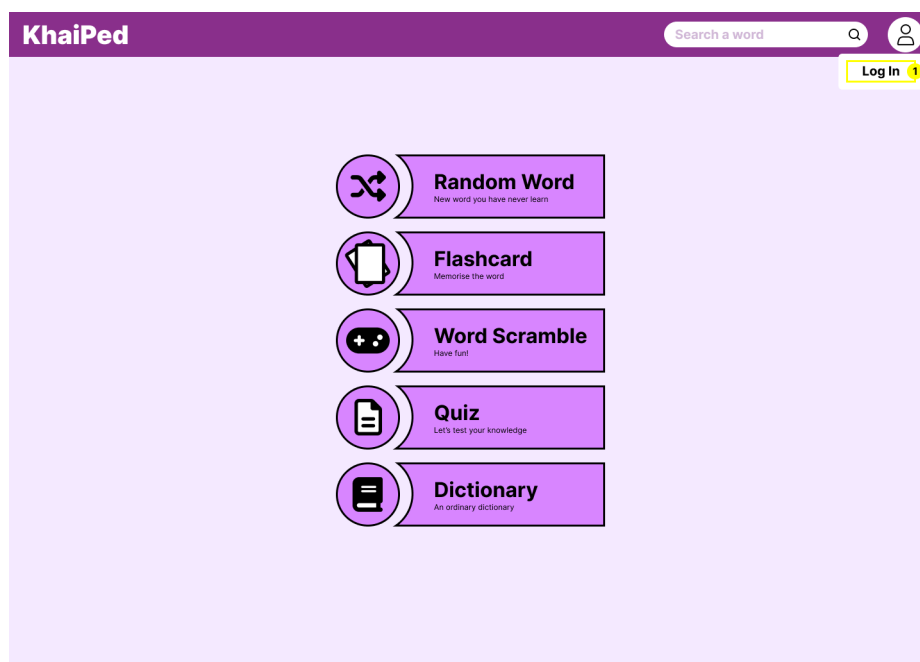 KhaiPed
Search a word
Log In 1
Random Word
New word you have never learn
Flashcard
Memorise the word
Word Scramble
Have fun!
Quiz
Let's test your knowledge
Dictionary
An ordinary dictionary